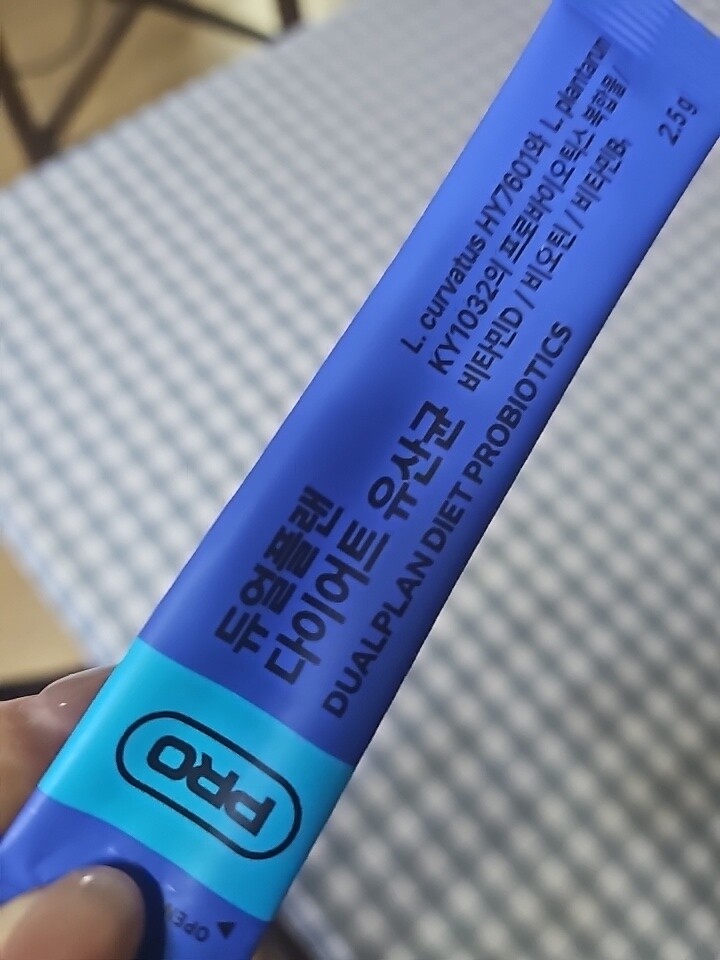 L. curvatus HY7601와 L. plantarum
KY1032의 프로바이오틱스 복합물 /
비타민D / 비오틴 / 비타민B₁
2.5 g
듀얼플랜
다이어트 유산균
DUALPLAN DIET PROBIOTICS
PRO
OPEN